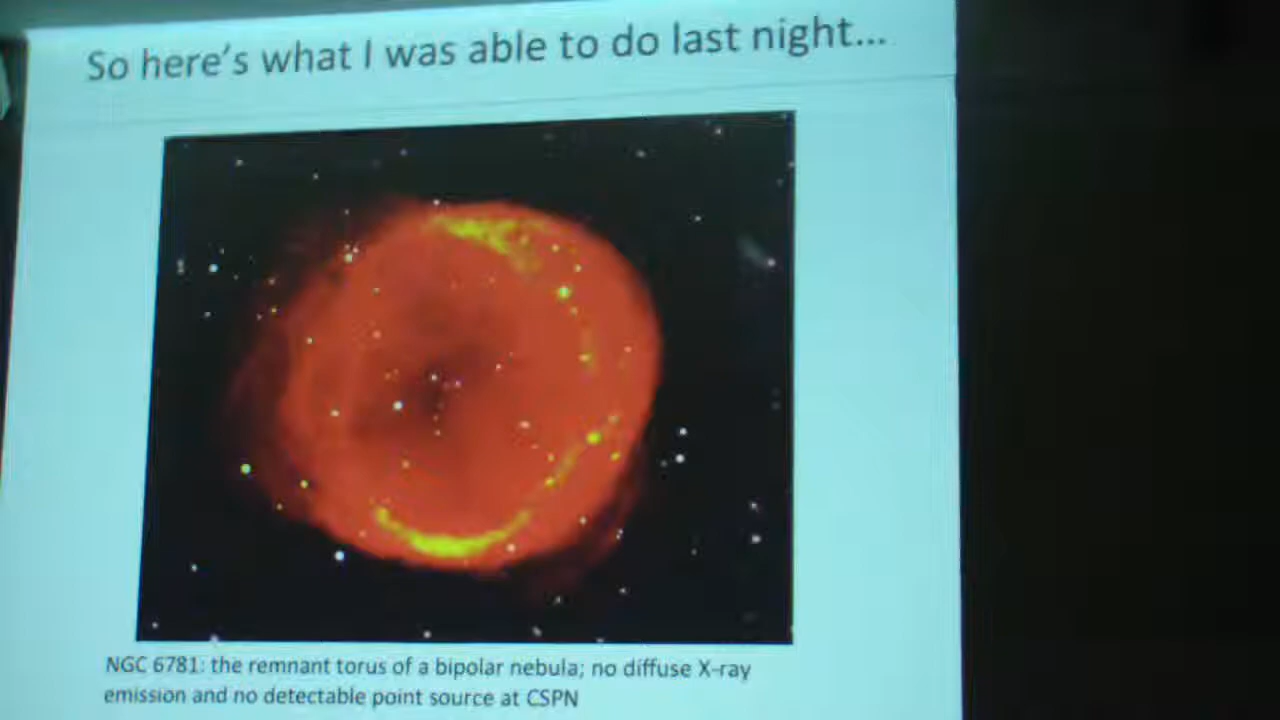 So here's what I was able to do last night...
NGC 6781: the remnant torus of a bipolar nebula; no diffuse X-ray
emission and no detectable point source at CSPN